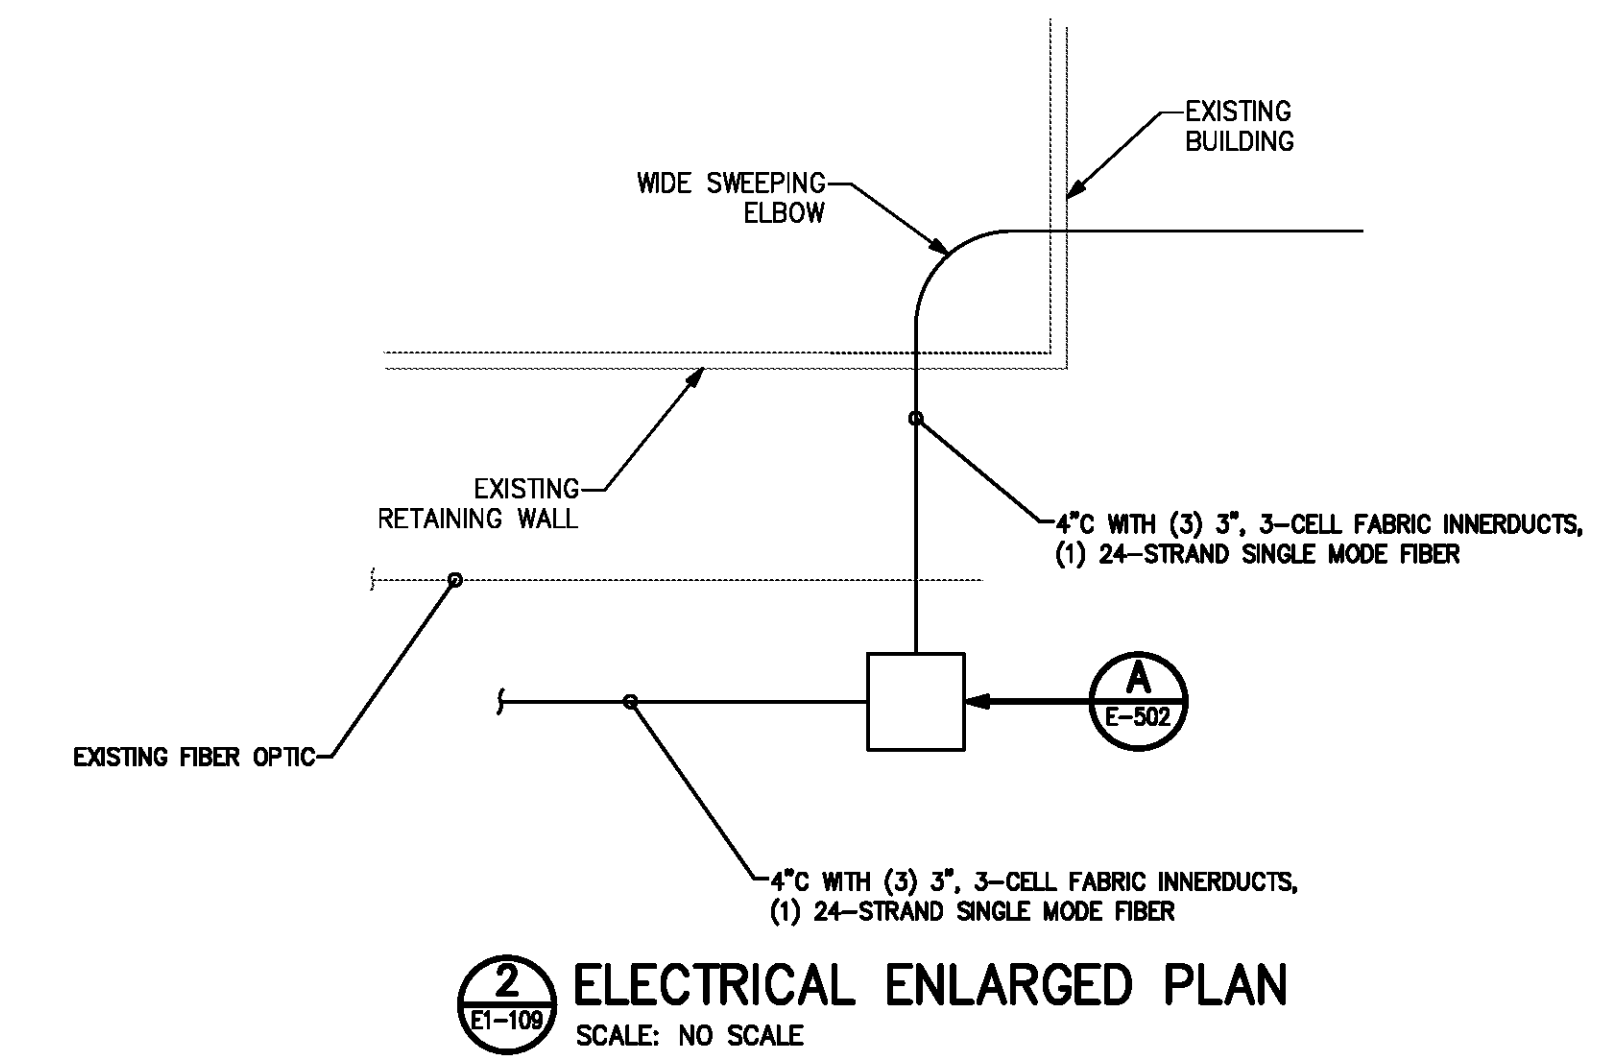 EXISTING
BUILDING
WIDE SWEEPING
ELBOW
EXISTING
RETAINING WALL
4"C WITH (3) 3", 3-CELL FABRIC INNERDUCTS,
(1) 24-STRAND SINGLE MODE FIBER
A
E-502
EXISTING FIBER OPTIC
4"C WITH (3) 3", 3-CELL FABRIC INNERDUCTS,
(1) 24-STRAND SINGLE MODE FIBER
2
E1-109
ELECTRICAL ENLARGED PLAN
SCALE: NO SCALE